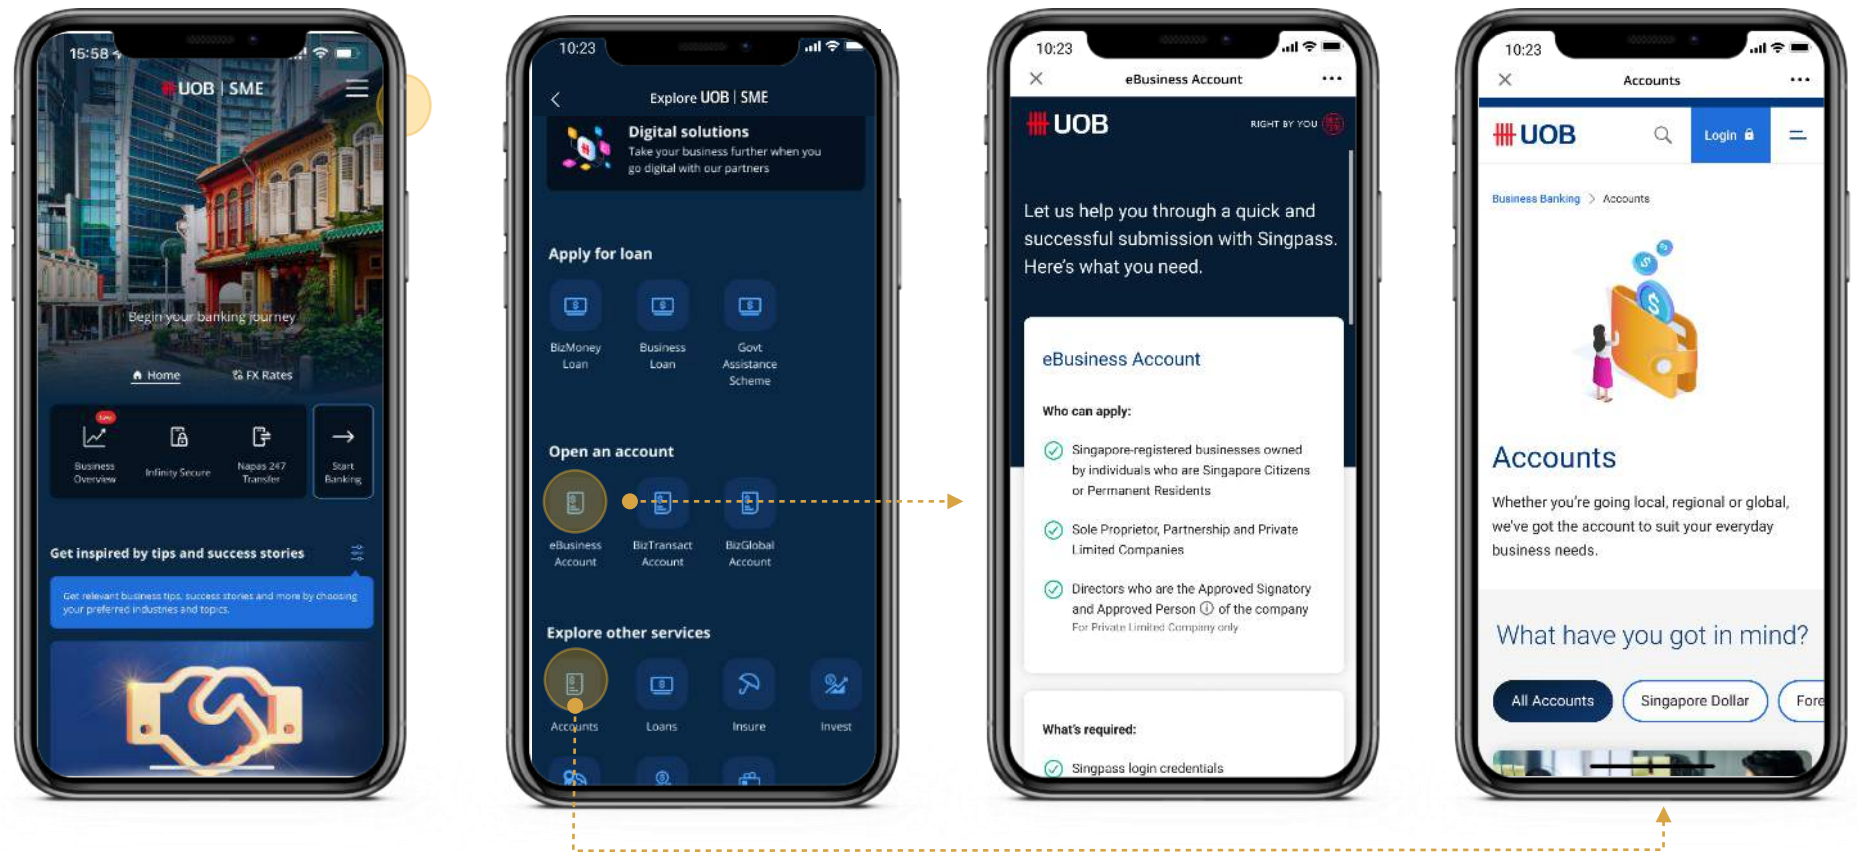 15:58
UOB | SME
Begin your banking journey
Home
FX Rates
New
Business
Overview
Infinity Secure
Napas 247
Transfer
Start
Banking
Get inspired by tips and success stories
Get relevant business tips, success stories and more by choosing
your preferred industries and topics.
10:23
Explore UOB | SME
Digital solutions
Take your business further when you
go digital with our partners
Apply for loan
BizMoney
Loan
Business
Loan
Govt
Assistance
Scheme
Open an account
eBusiness
Account
BizTransact
Account
BizGlobal
Account
Explore other services
Accounts
Loans
Insure
Invest
10:23
eBusiness Account
UOB
RIGHT BY YOU
Let us help you through a quick and
successful submission with Singpass.
Here's what you need.
eBusiness Account
Who can apply:
Singapore-registered businesses owned
by individuals who are Singapore Citizens
or Permanent Residents
Sole Proprietor, Partnership and Private
Limited Companies
Directors who are the Approved Signatory
and Approved Person ⓘ of the company
For Private Limited Company only
What's required:
Singpass login credentials
10:23
Accounts
UOB
Login
Business Banking > Accounts
Accounts
Whether you're going local, regional or global,
we've got the account to suit your everyday
business needs.
What have you got in mind?
All Accounts
Singapore Dollar
Fore